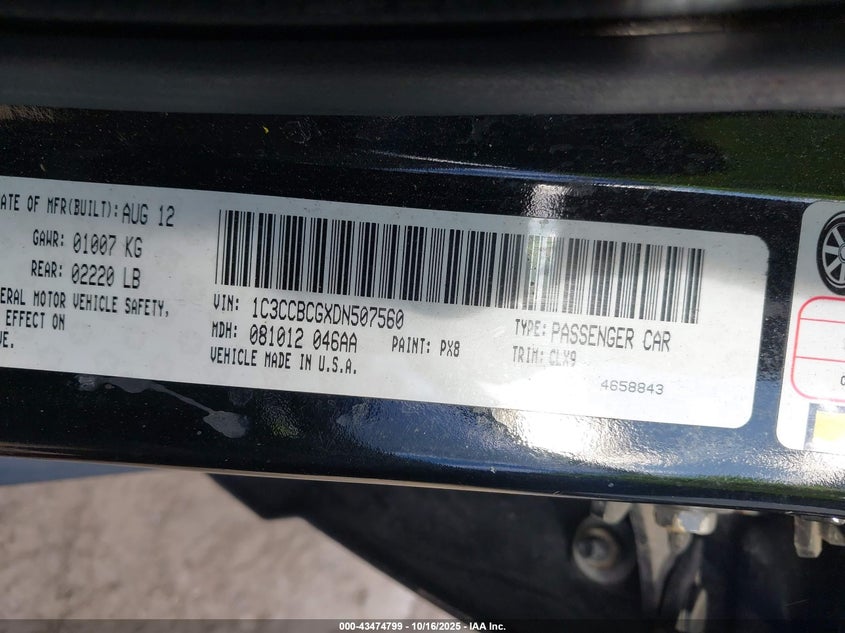 ATE OF MFR(BUILT): AUG 12
GAWR: 01007 KG
REAR: 02220 LB
ERAL MOTOR VEHICLE SAFETY,
EFFECT ON
VE.
VIN: 1C3CCBCGXDN507560
MDH: 081012 046AA PAINT: PX8
VEHICLE MADE IN U.S.A.
TYPE: PASSENGER CAR
TRIM: CLX9
4658843
000-43474799 - 10/16/2025 - IAA Inc.